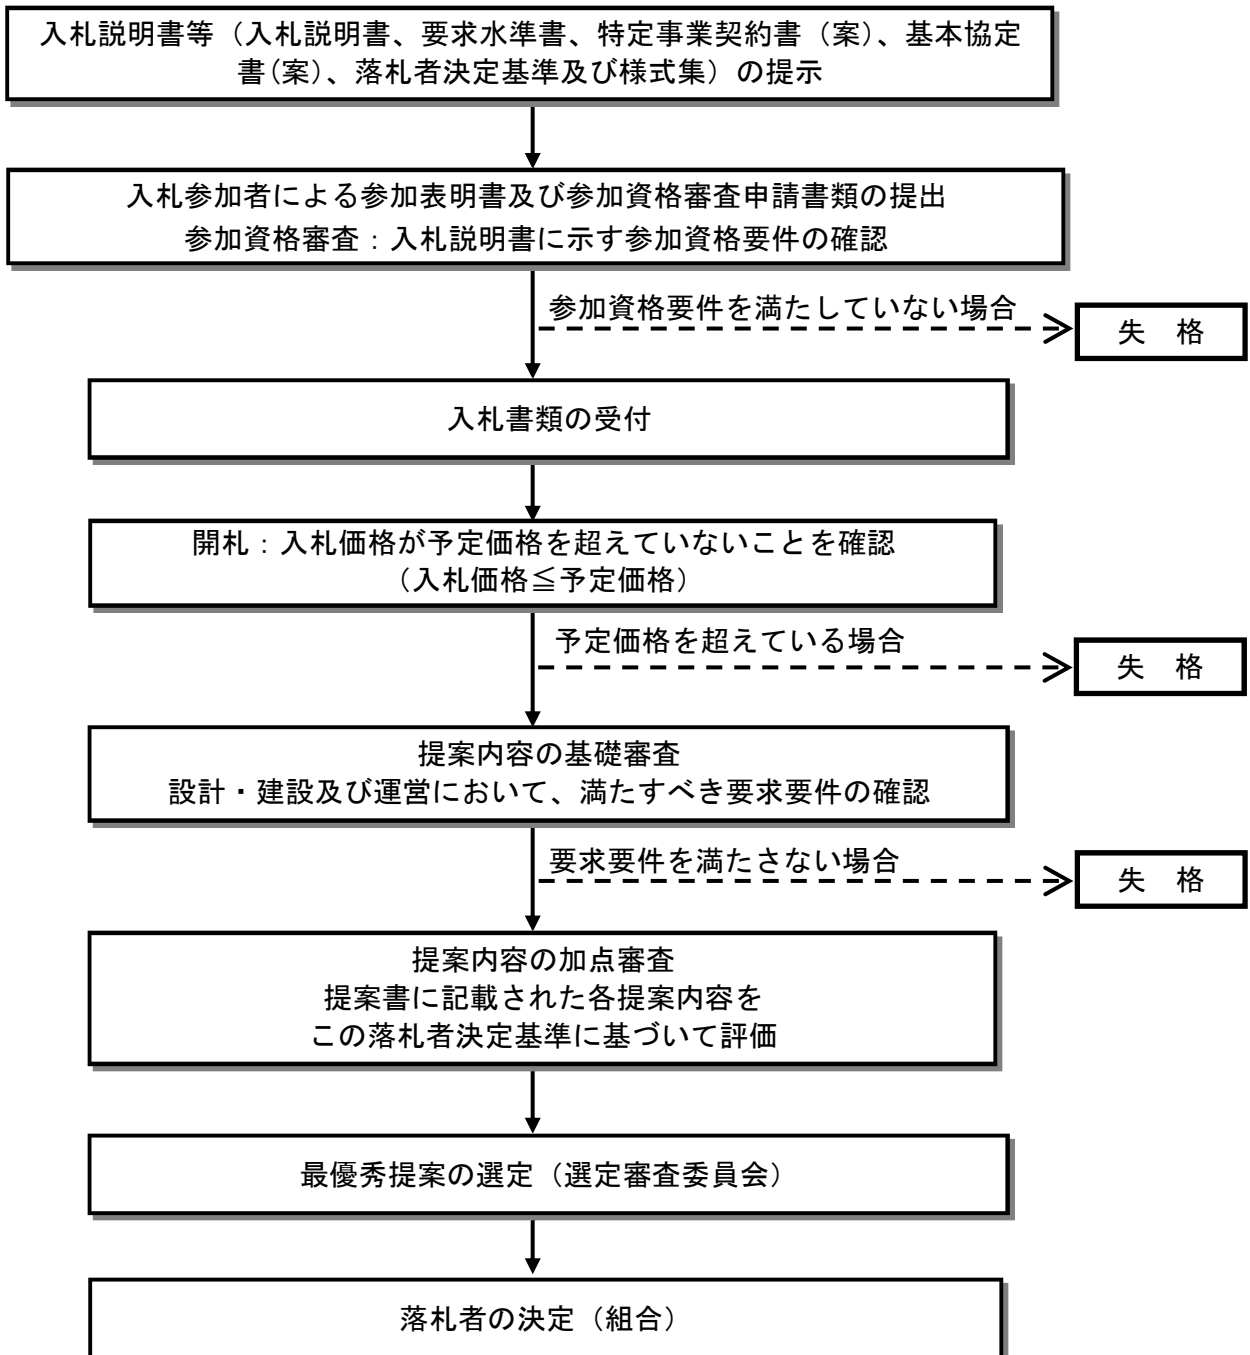 入札説明書等（入札説明書、要求水準書、特定事業契約書（案）、基本協定
書（案）、落札者決定基準及び様式集）の提示
入札参加者による参加表明書及び参加資格審査申請書類の提出
参加資格審査：入札説明書に示す参加資格要件の確認
参加資格要件を満たしていない場合
失　格
入札書類の受付
開札：入札価格が予定価格を超えていないことを確認
（入札価格≦予定価格）
予定価格を超えている場合
失　格
提案内容の基礎審査
設計・建設及び運営において、満たすべき要求要件の確認
要求要件を満たさない場合
失　格
提案内容の加点審査
提案書に記載された各提案内容を
この落札者決定基準に基づいて評価
最優秀提案の選定（選定審査委員会）
落札者の決定（組合）